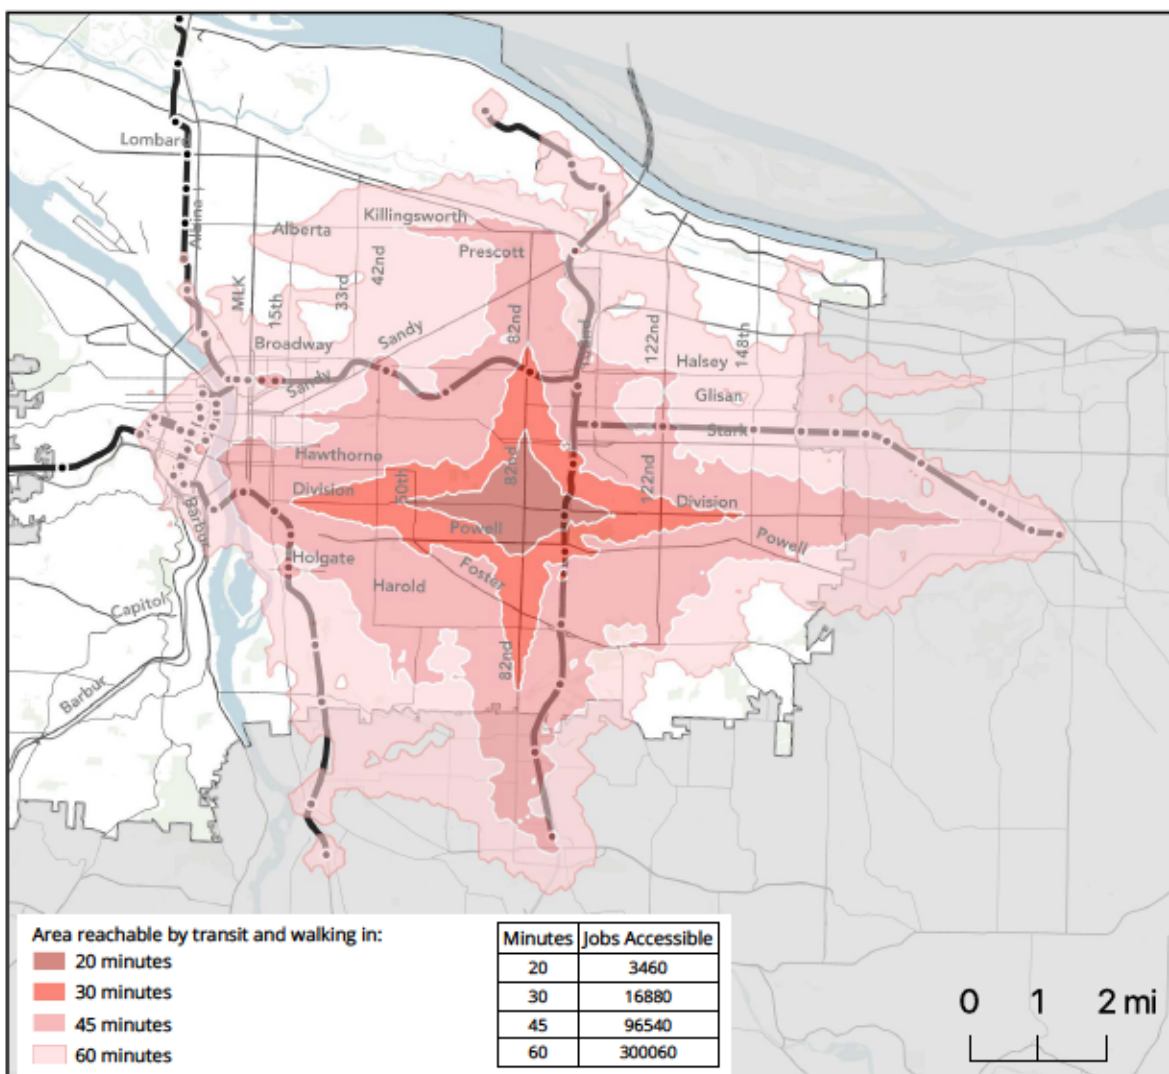 Lombard
Killingsworth
Alberta
Prescott
MLK
15th
33rd
42nd
82nd
122nd
148th
Sandy
Broadway
Sandy
Halsey
Glisan
Stark
Hawthorne
82nd
50th
122nd
Division
Division
Powell
Powell
Barbur
Holgate
Foster
Harold
Capitol
82nd
Barbur
Area reachable by transit and walking in:
20 minutes
30 minutes
45 minutes
60 minutes
Minutes Jobs Accessible
20 3460
30 16880
45 96540
60 300060
0 1 2 mi